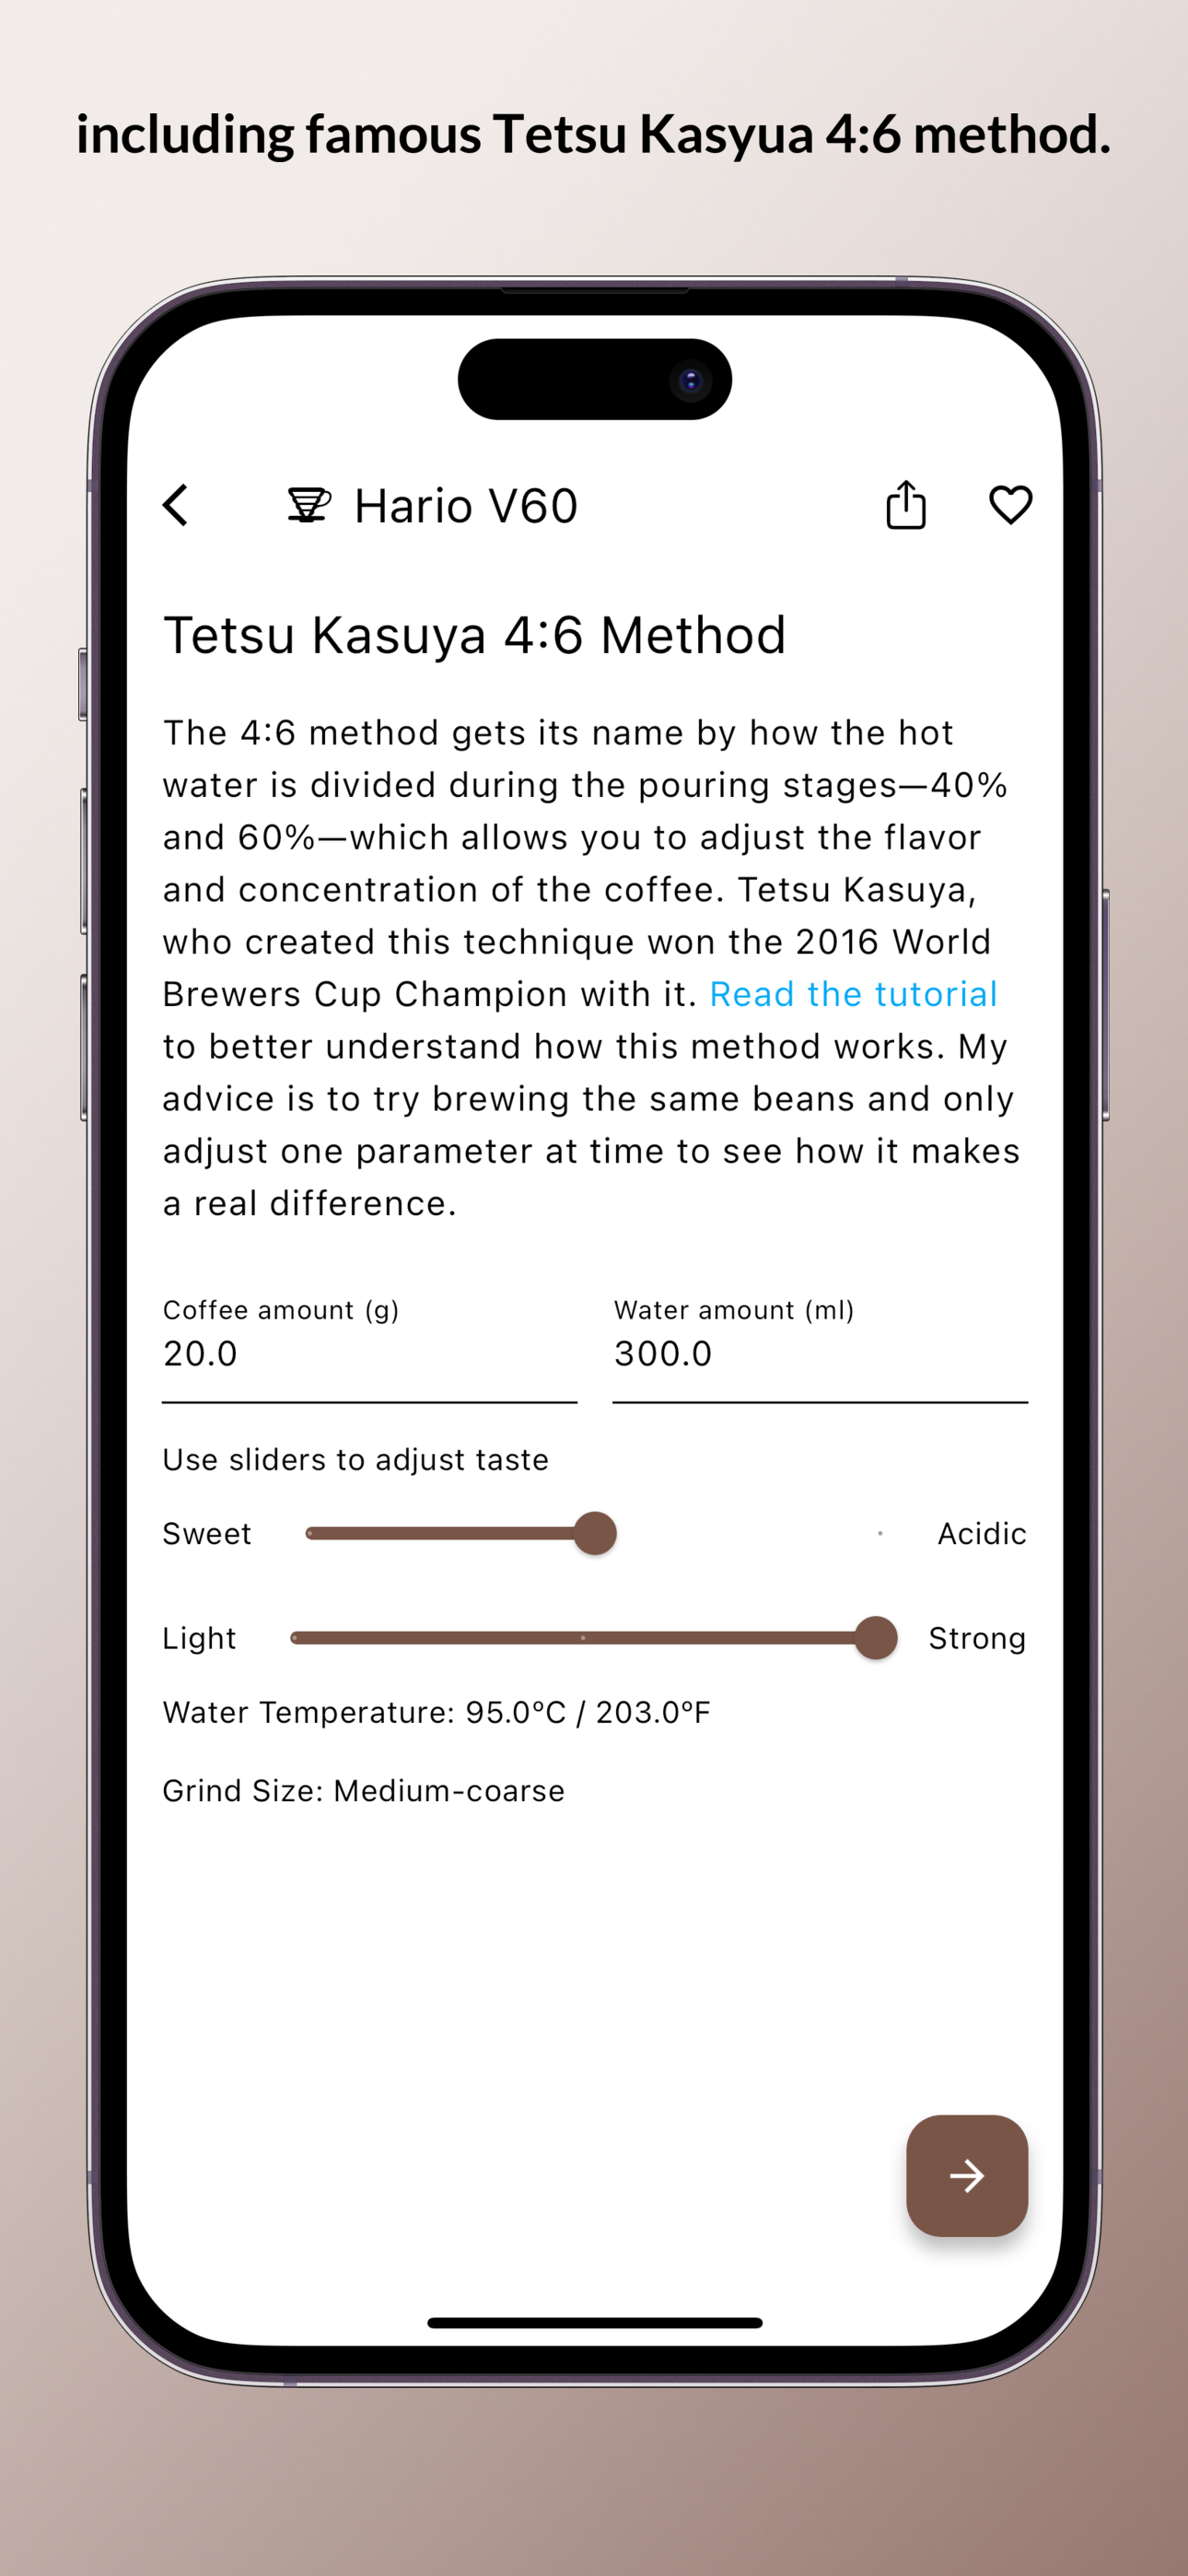 including famous Tetsu Kasyua 4:6 method.
Hario V60
Tetsu Kasuya 4:6 Method
The 4:6 method gets its name by how the hot
water is divided during the pouring stages—40%
and 60%—which allows you to adjust the flavor
and concentration of the coffee. Tetsu Kasuya,
who created this technique won the 2016 World
Brewers Cup Champion with it. Read the tutorial
to better understand how this method works. My
advice is to try brewing the same beans and only
adjust one parameter at time to see how it makes
a real difference.
Coffee amount (g) Water amount (ml)
20.0 300.0
Use sliders to adjust taste
Sweet Acidic
Light Strong
Water Temperature: 95.0ºC / 203.0ºF
Grind Size: Medium-coarse